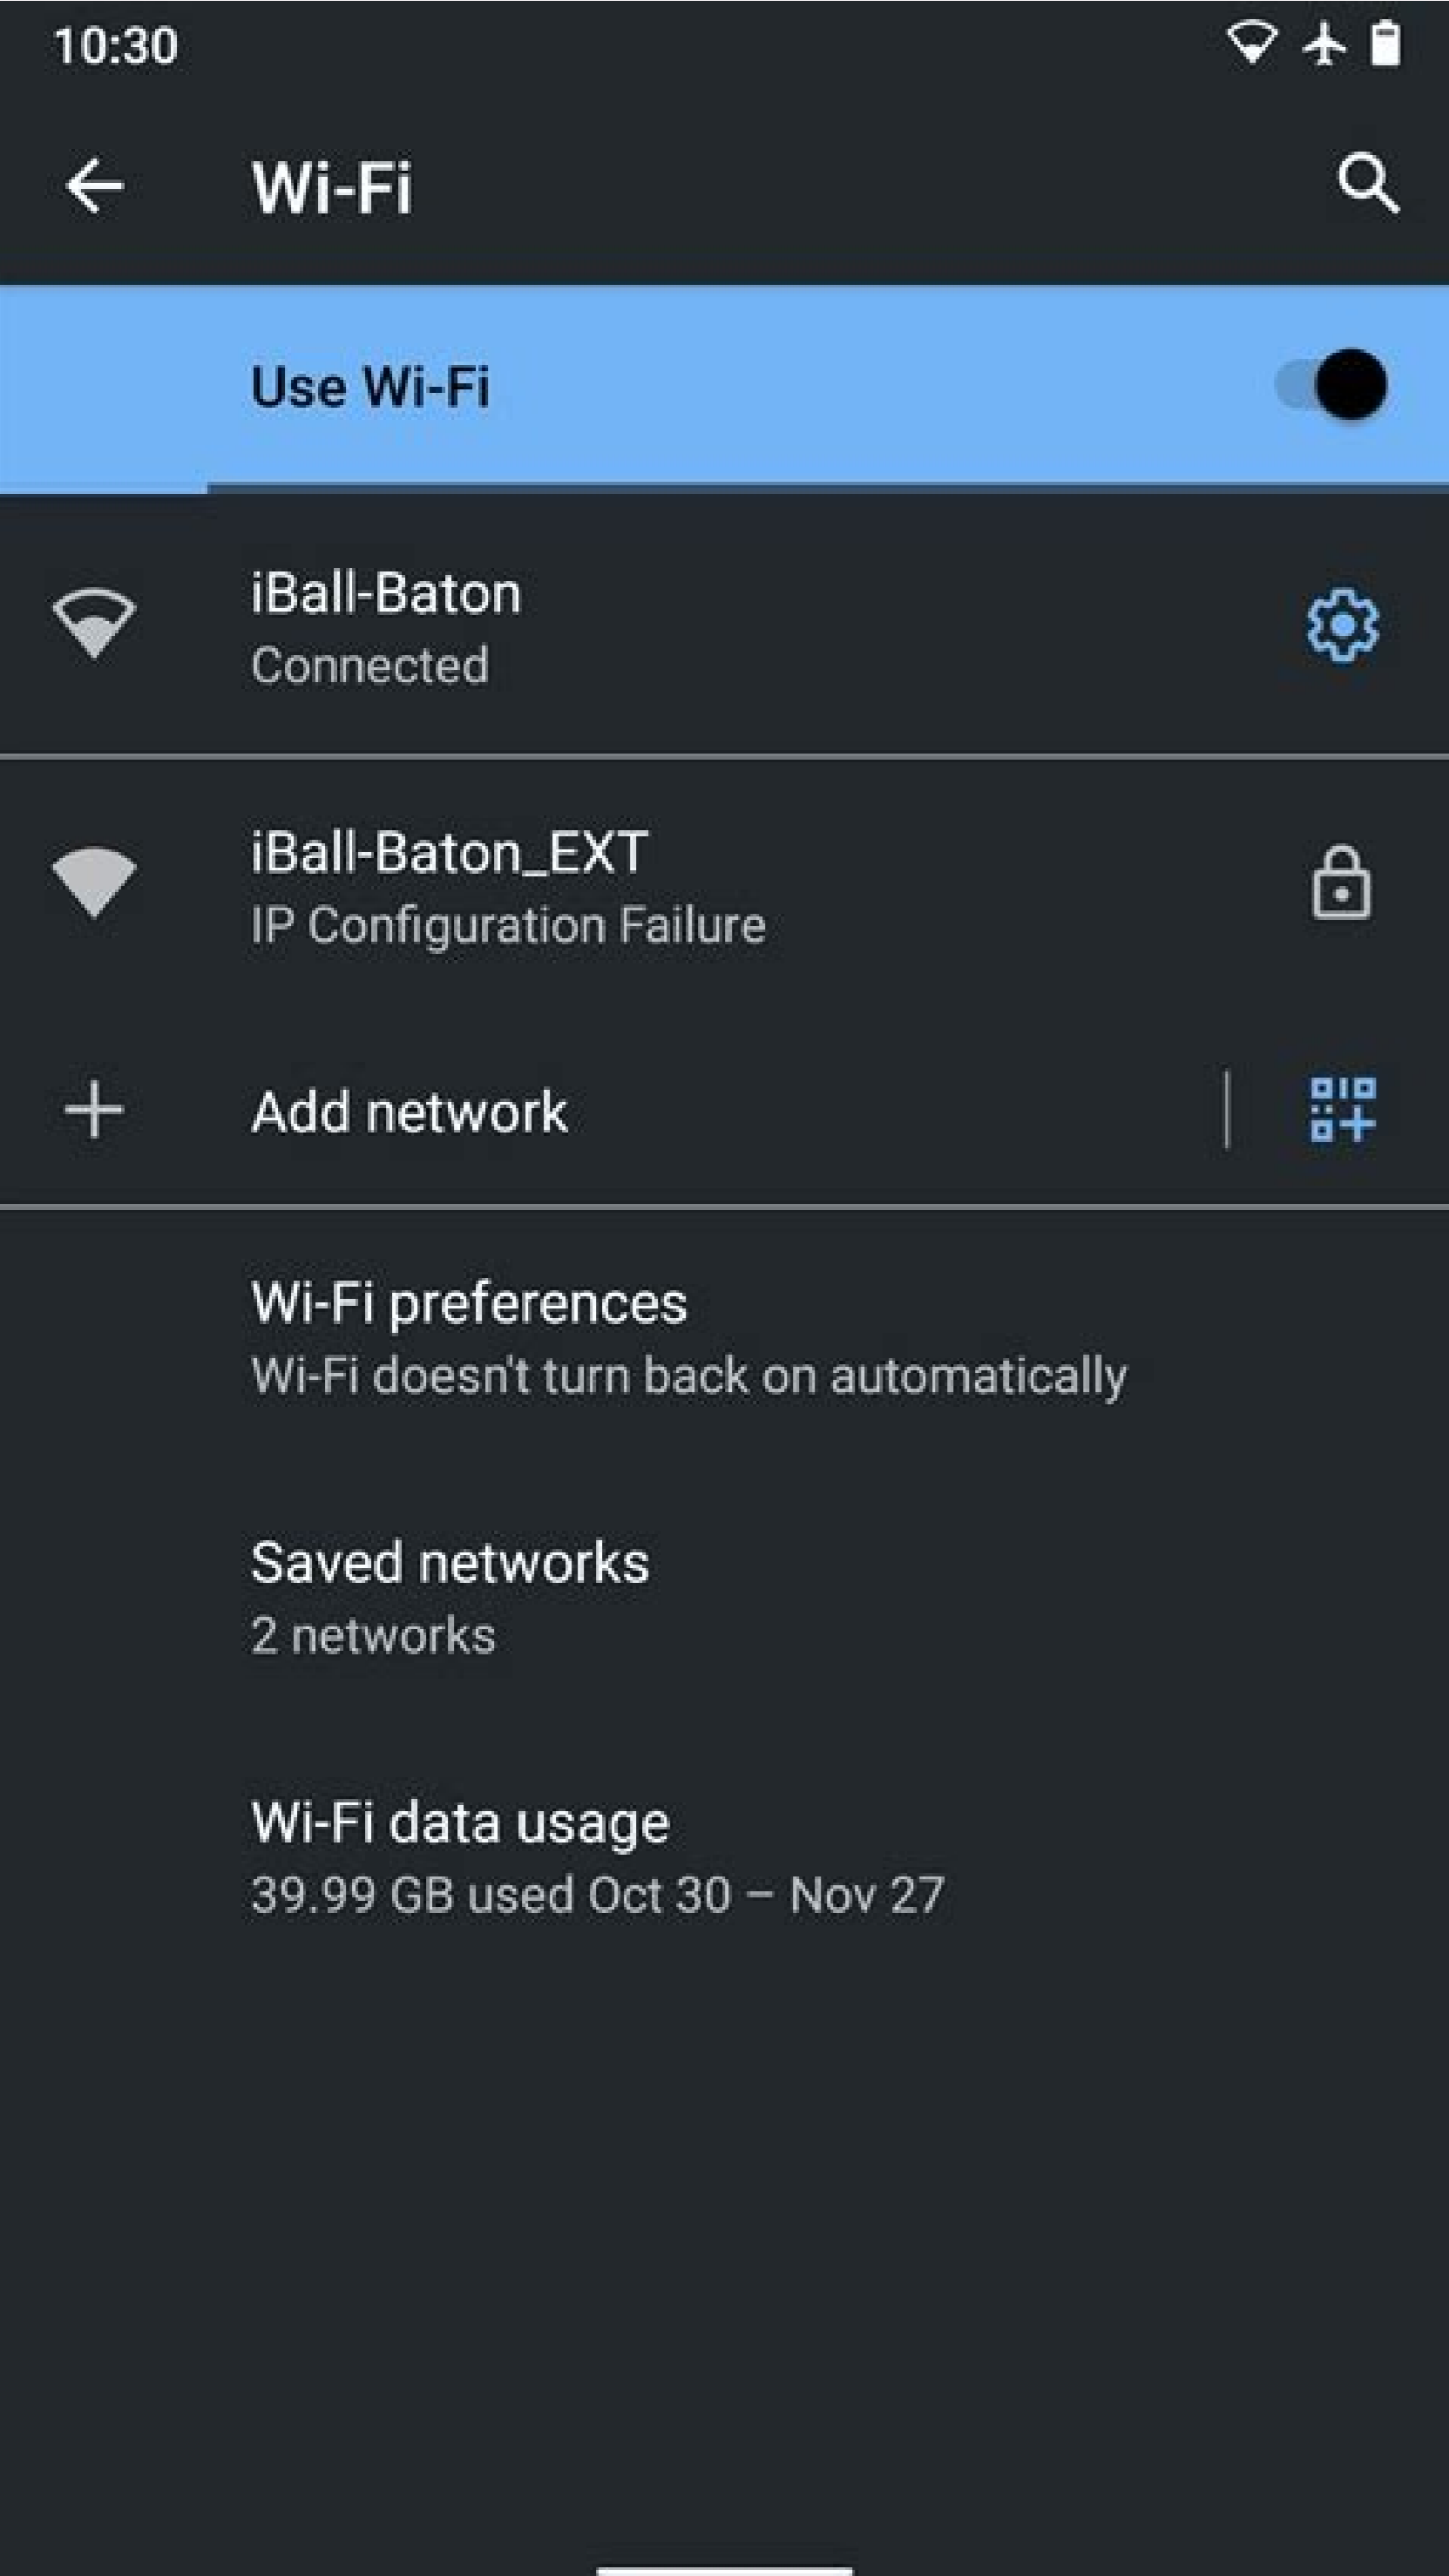 10:30
Wi-Fi
Use Wi-Fi
iBall-Baton
Connected
iBall-Baton_EXT
IP Configuration Failure
Add network
Wi-Fi preferences
Wi-Fi doesn't turn back on automatically
Saved networks
2 networks
Wi-Fi data usage
39.99 GB used Oct 30 – Nov 27